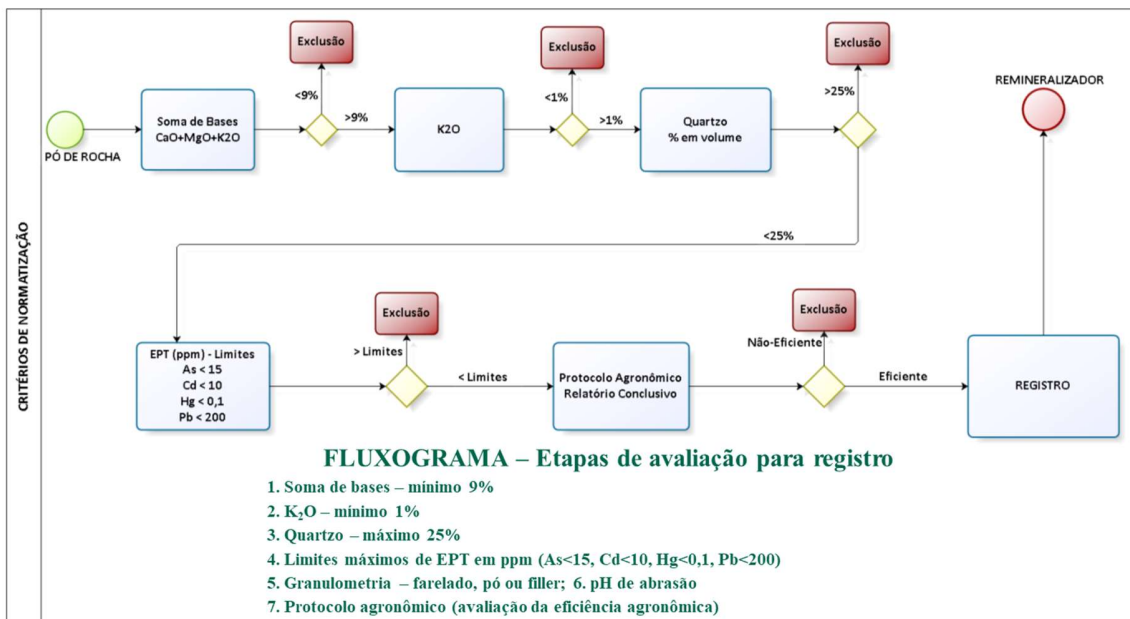 CRITÉRIOS DE NORMATIZAÇÃO
PÓ DE ROCHA
Soma de Bases
CaO+MgO+K2O
<9%
Exclusão
>9%
K2O
<1%
Exclusão
>1%
Quartzo
% em volume
>25%
Exclusão
<25%
REMINERALIZADOR
EPT (ppm) - Limites
As < 15
Cd < 10
Hg < 0,1
Pb < 200
> Limites
Exclusão
< Limites
Protocolo Agronômico
Relatório Conclusivo
Não-Eficiente
Exclusão
Eficiente
REGISTRO
FLUXOGRAMA – Etapas de avaliação para registro
1. Soma de bases – mínimo 9%
2. K₂O – mínimo 1%
3. Quartzo – máximo 25%
4. Limites máximos de EPT em ppm (As<15, Cd<10, Hg<0,1, Pb<200)
5. Granulometria – farelado, pó ou filler; 6. pH de abrasão
7. Protocolo agronômico (avaliação da eficiência agronômica)